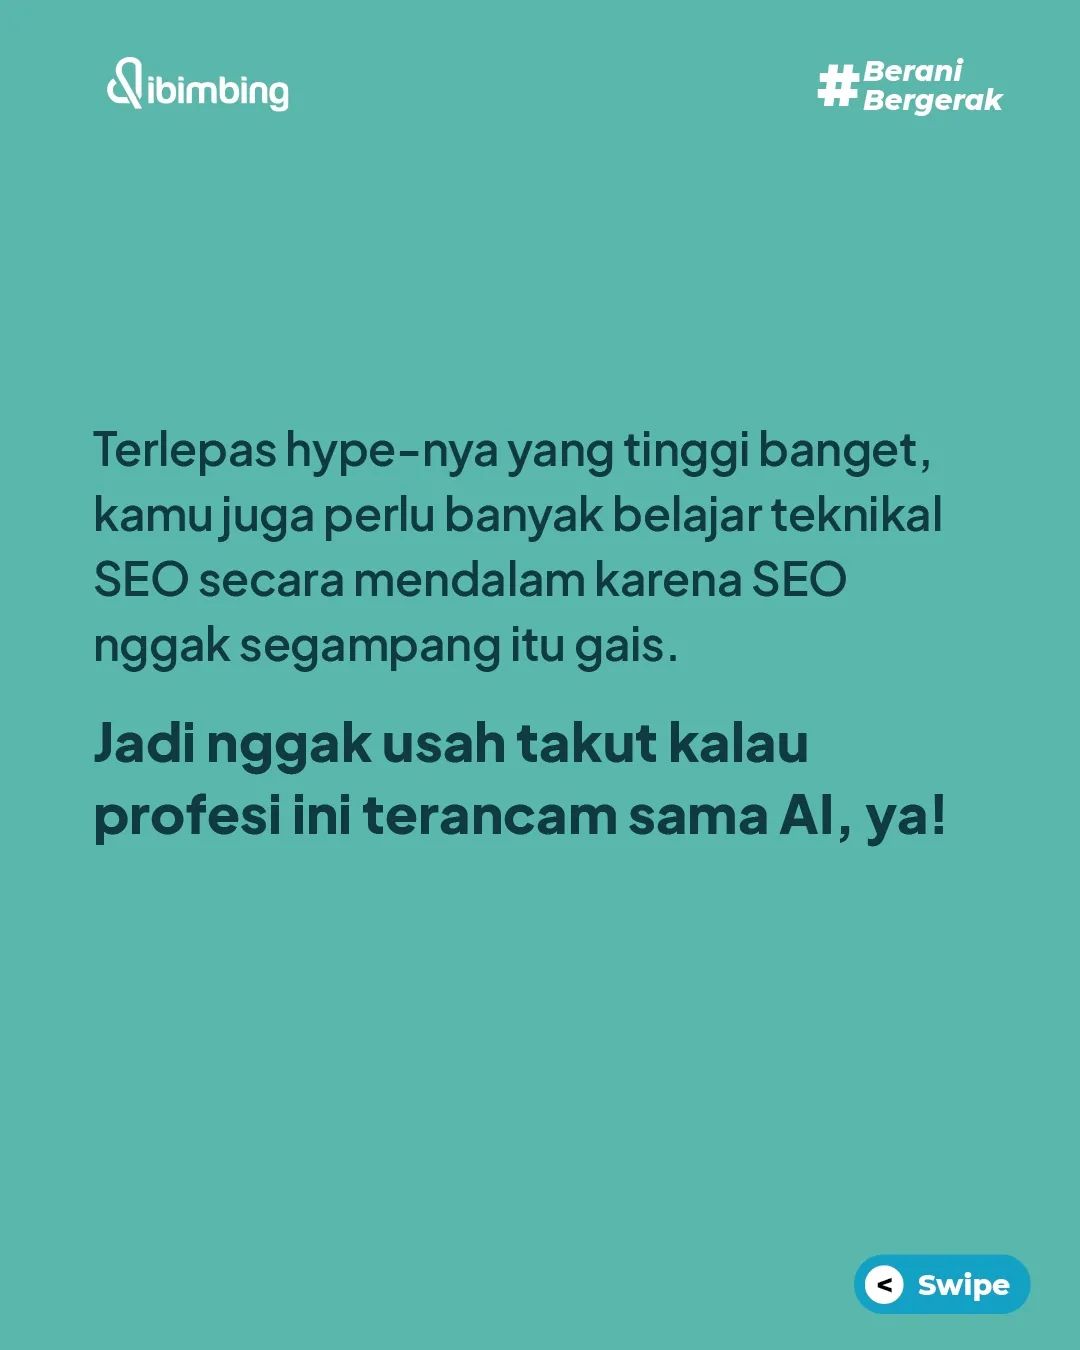 dibimbing
#Berani
Bergerak
Terlepas hype-nya yang tinggi banget,
kamu juga perlu banyak belajar teknikal
SEO secara mendalam karena SEO
nggak segampang itu gais.
Jadi nggak usah takut kalau
profesi ini terancam sama AI, ya!
< Swipe